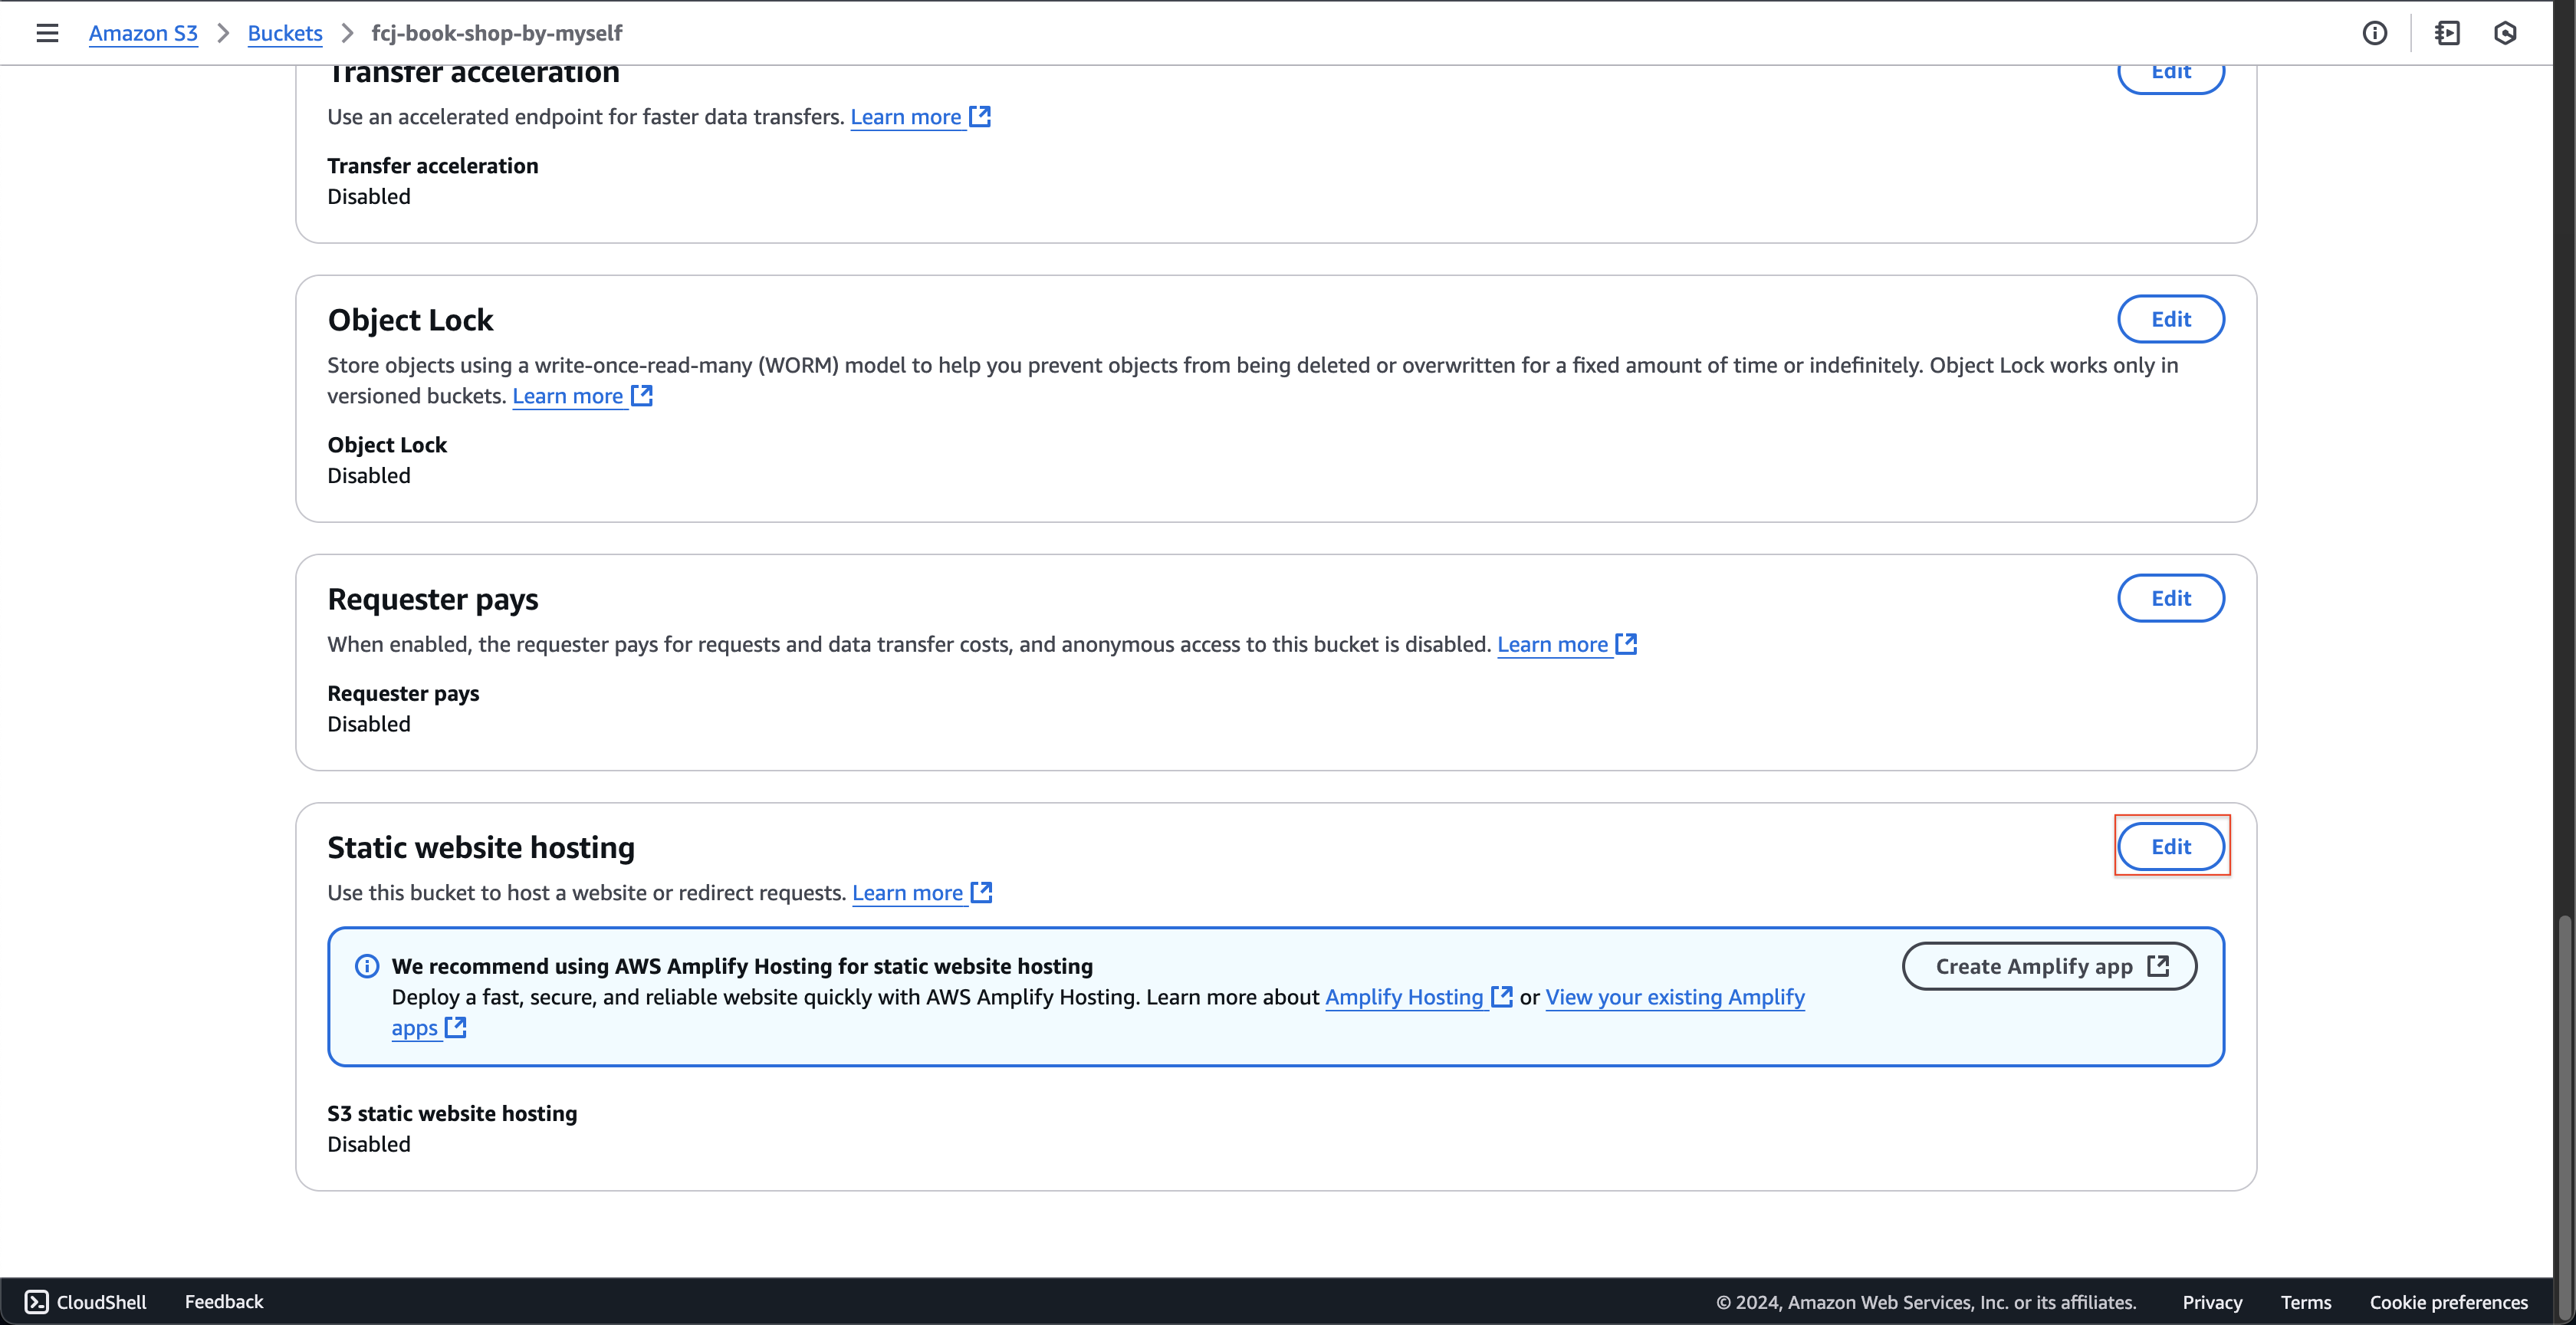 Amazon S3 > Buckets > fcj-book-shop-by-myself
Transfer acceleration
Edit
Use an accelerated endpoint for faster data transfers. Learn more
Transfer acceleration
Disabled
Object Lock
Edit
Store objects using a write-once-read-many (WORM) model to help you prevent objects from being deleted or overwritten for a fixed amount of time or indefinitely. Object Lock works only in
versioned buckets. Learn more
Object Lock
Disabled
Requester pays
Edit
When enabled, the requester pays for requests and data transfer costs, and anonymous access to this bucket is disabled. Learn more
Requester pays
Disabled
Static website hosting
Edit
Use this bucket to host a website or redirect requests. Learn more
We recommend using AWS Amplify Hosting for static website hosting
Create Amplify app
Deploy a fast, secure, and reliable website quickly with AWS Amplify Hosting. Learn more about Amplify Hosting or View your existing Amplify
apps
S3 static website hosting
Disabled
CloudShell Feedback © 2024, Amazon Web Services, Inc. or its affiliates. Privacy Terms Cookie preferences